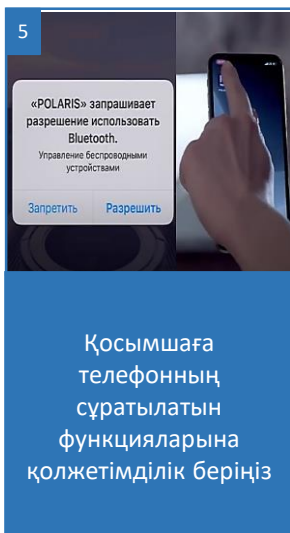 5
«POLARIS» запрашивает
разрешение использовать
Bluetooth.
Управление беспроводными
устройствами
Запретить Разрешить
Қосымшаға
телефонның
сұратылатын
функцияларына
қолжетімділік беріңіз